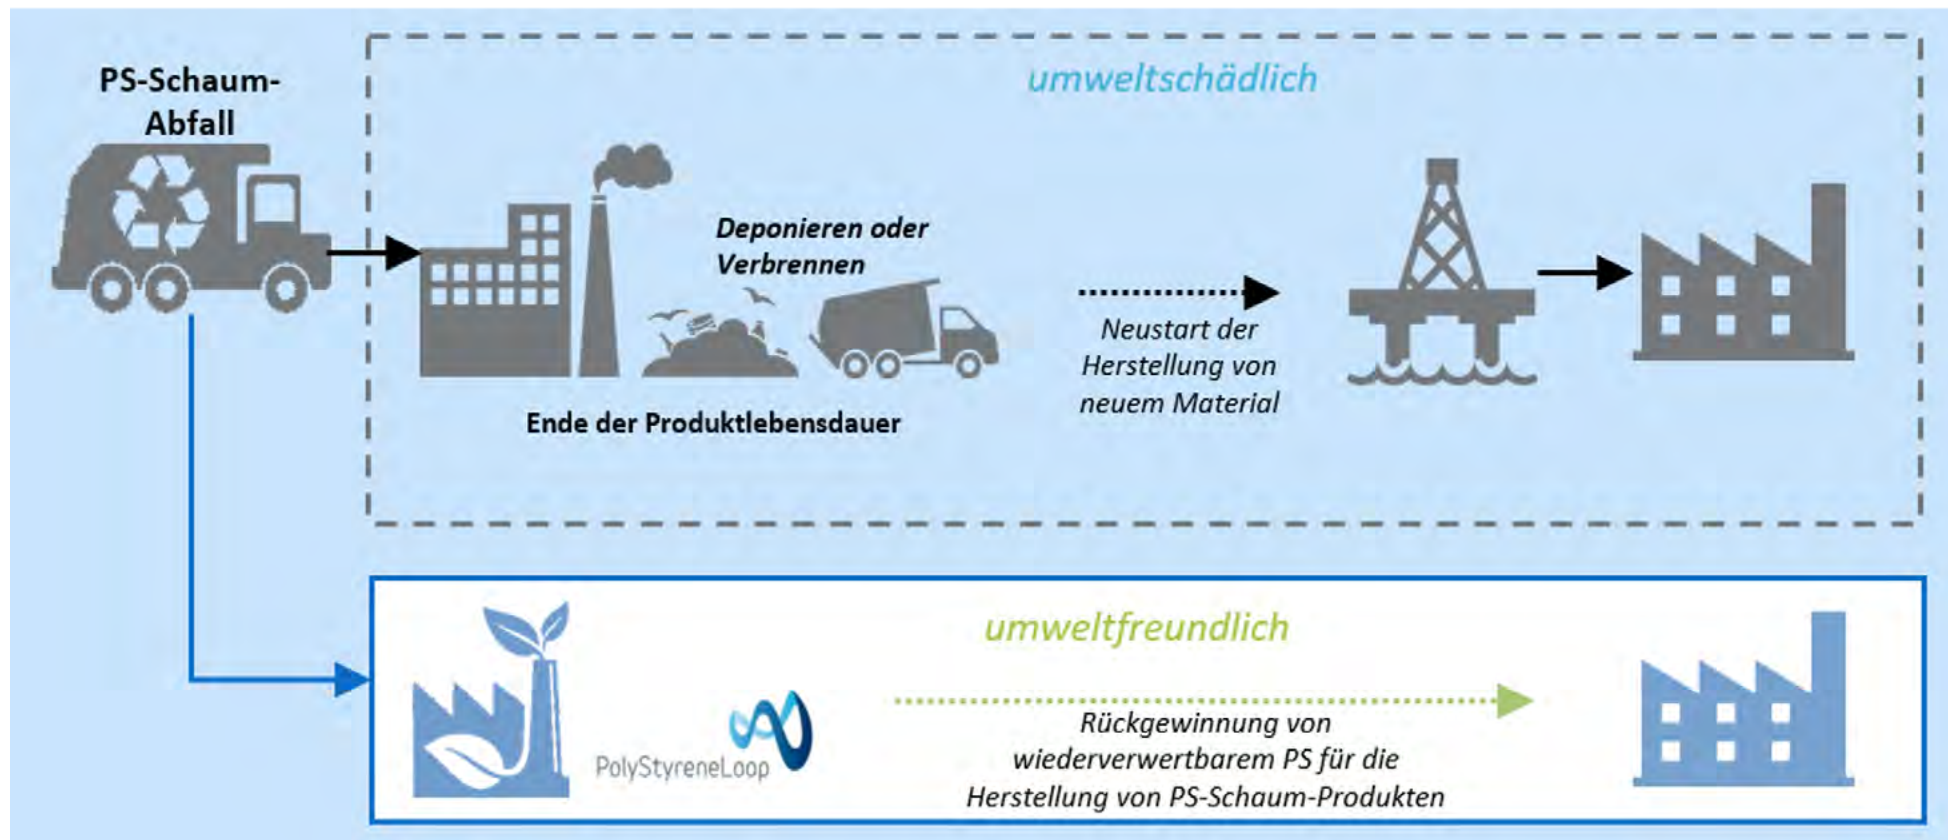 PS-Schaum-
Abfall
umweltschädlich
Deponieren oder
Verbrennen
Ende der Produktlebensdauer
Neustart der
Herstellung von
neuem Material
umweltfreundlich
PolyStyreneLoop
Rückgewinnung von
wiederverwertbarem PS für die
Herstellung von PS-Schaum-Produkten